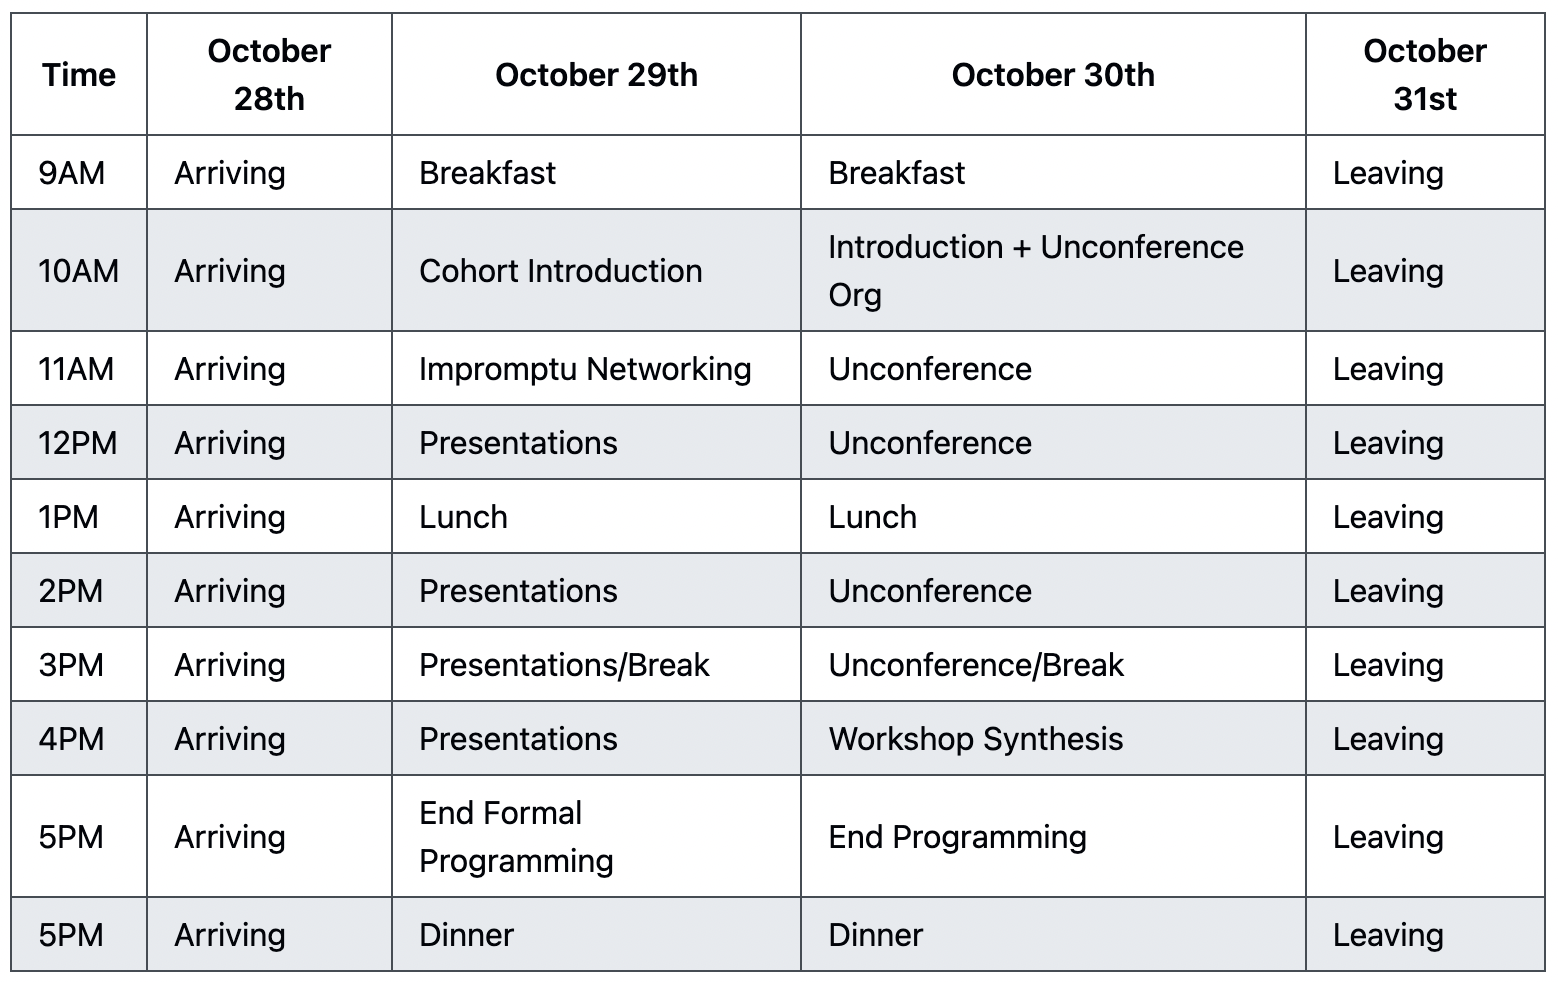 Time October 28th October 29th October 30th October 31st
9AM Arriving Breakfast Breakfast Leaving
10AM Arriving Cohort Introduction Introduction + Unconference Org Leaving
11AM Arriving Impromptu Networking Unconference Leaving
12PM Arriving Presentations Unconference Leaving
1PM Arriving Lunch Lunch Leaving
2PM Arriving Presentations Unconference Leaving
3PM Arriving Presentations/Break Unconference/Break Leaving
4PM Arriving Presentations Workshop Synthesis Leaving
5PM Arriving End Formal Programming End Programming Leaving
5PM Arriving Dinner Dinner Leaving